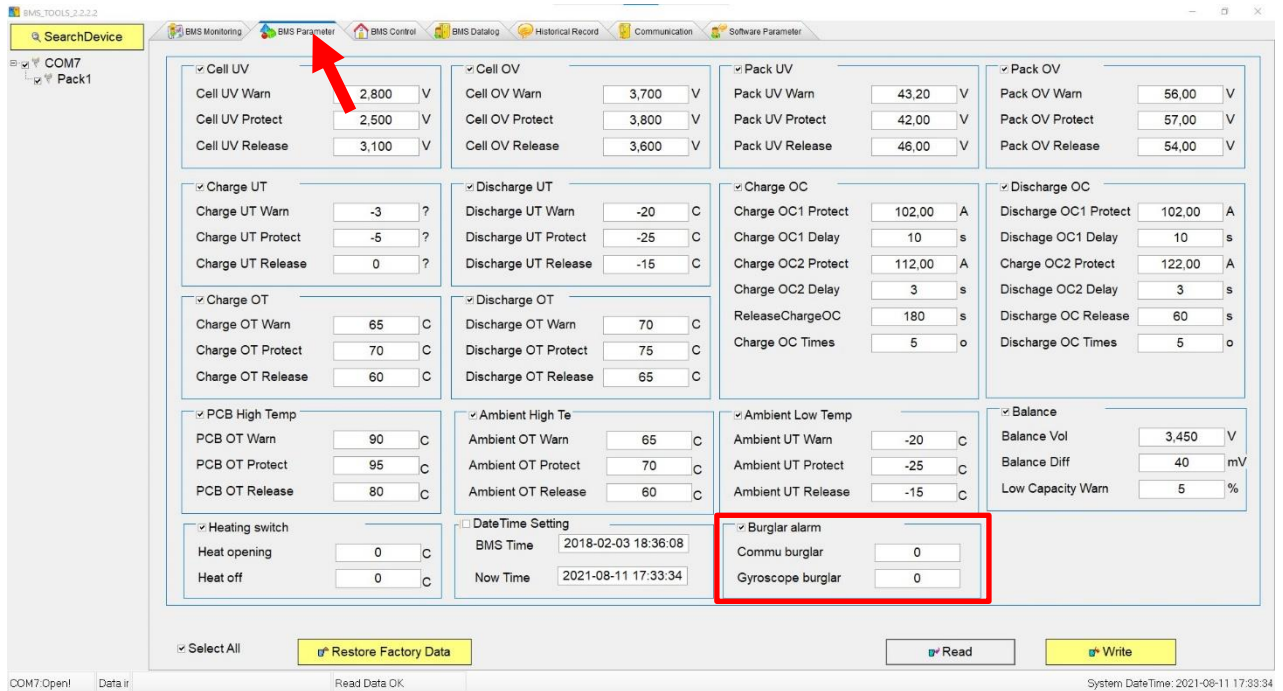 BMS_TOOLS_2.2.2.2
SearchDevice
BMS Monitoring
BMS Parameter
BMS Control
BMS Datalog
Historical Record
Communication
Software Parameter
COM7
Pack1
Cell UV
Cell UV Warn 2,800 V
Cell UV Protect 2,500 V
Cell UV Release 3,100 V
Cell OV
Cell OV Warn 3,700 V
Cell OV Protect 3,800 V
Cell OV Release 3,600 V
Pack UV
Pack UV Warn 43,20 V
Pack UV Protect 42,00 V
Pack UV Release 46,00 V
Pack OV
Pack OV Warn 56,00 V
Pack OV Protect 57,00 V
Pack OV Release 54,00 V
Charge UT
Charge UT Warn -3 ?
Charge UT Protect -5 ?
Charge UT Release 0 ?
Discharge UT
Discharge UT Warn -20 C
Discharge UT Protect -25 C
Discharge UT Release -15 C
Charge OC
Charge OC1 Protect 102,00 A
Charge OC1 Delay 10 s
Charge OC2 Protect 112,00 A
Charge OC2 Delay 3 s
ReleaseChargeOC 180 s
Charge OC Times 5 o
Discharge OC
Discharge OC1 Protect 102,00 A
Dischage OC1 Delay 10 s
Charge OC2 Protect 122,00 A
Dischage OC2 Delay 3 s
Discharge OC Release 60 s
Discharge OC Times 5 o
Charge OT
Charge OT Warn 65 C
Charge OT Protect 70 C
Charge OT Release 60 C
Discharge OT
Discharge OT Warn 70 C
Discharge OT Protect 75 C
Discharge OT Release 65 C
PCB High Temp
PCB OT Warn 90 C
PCB OT Protect 95 C
PCB OT Release 80 C
Ambient High Te
Ambient OT Warn 65 C
Ambient OT Protect 70 C
Ambient OT Release 60 C
Ambient Low Temp
Ambient UT Warn -20 C
Ambient UT Protect -25 C
Ambient UT Release -15 C
Balance
Balance Vol 3,450 V
Balance Diff 40 mV
Low Capacity Warn 5 %
Heating switch
Heat opening 0 C
Heat off 0 C
DateTime Setting
BMS Time 2018-02-03 18:36:08
Now Time 2021-08-11 17:33:34
Burglar alarm
Commu burglar 0
Gyroscope burglar 0
Select All
Restore Factory Data
Read
Write
COM7:Open!
Data.ir
Read Data OK
System DateTime: 2021-08-11 17:33:34